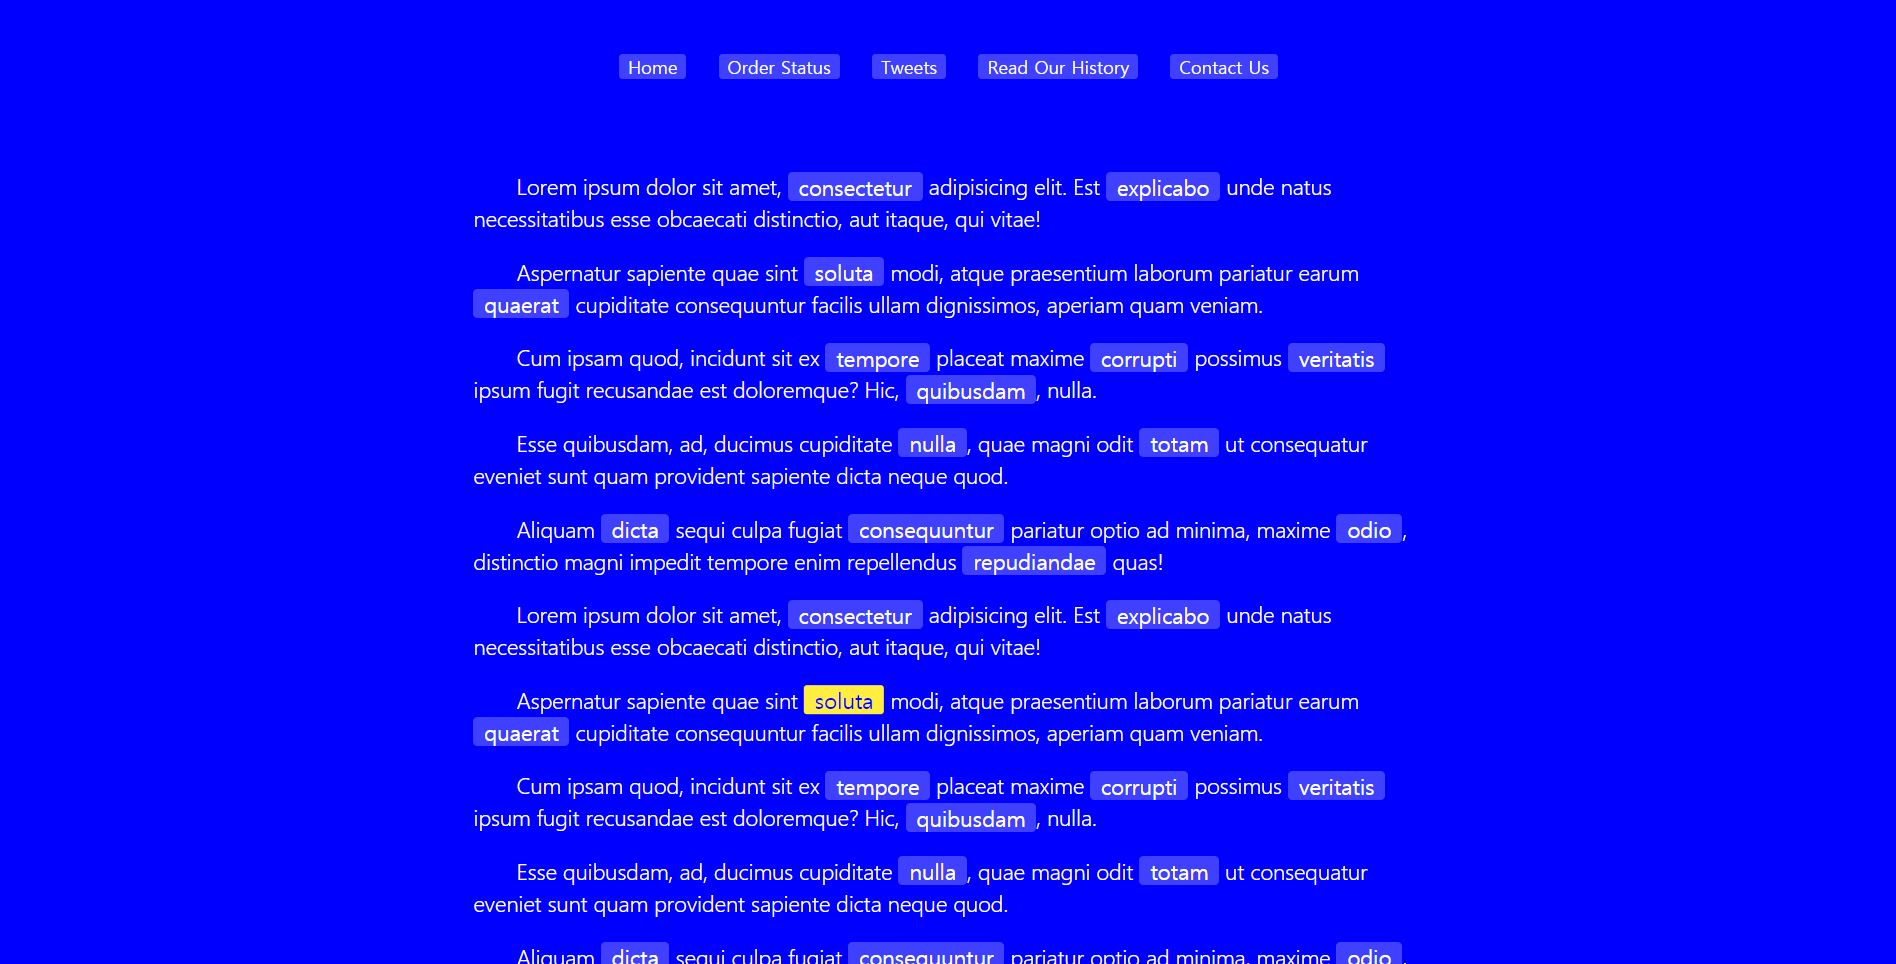 Home Order Status Tweets Read Our History Contact Us
Lorem ipsum dolor sit amet, consectetur adipisicing elit. Est explicabo unde natus
necessitatibus esse obcaecati distinctio, aut itaque, qui vitae!
Aspernatur sapiente quae sint soluta modi, atque praesentium laborum pariatur earum
quaerat cupiditate consequuntur facilis ullam dignissimos, aperiam quam veniam.
Cum ipsam quod, incidunt sit ex tempore placeat maxime corrupti possimus veritatis
ipsum fugit recusandae est doloremque? Hic, quibusdam, nulla.
Esse quibusdam, ad, ducimus cupiditate nulla, quae magni odit totam ut consequatur
eveniet sunt quam provident sapiente dicta neque quod.
Aliquam dicta sequi culpa fugiat consequuntur pariatur optio ad minima, maxime odio,
distinctio magni impedit tempore enim repellendus repudiandae quas!
Lorem ipsum dolor sit amet, consectetur adipisicing elit. Est explicabo unde natus
necessitatibus esse obcaecati distinctio, aut itaque, qui vitae!
Aspernatur sapiente quae sint soluta modi, atque praesentium laborum pariatur earum
quaerat cupiditate consequuntur facilis ullam dignissimos, aperiam quam veniam.
Cum ipsam quod, incidunt sit ex tempore placeat maxime corrupti possimus veritatis
ipsum fugit recusandae est doloremque? Hic, quibusdam, nulla.
Esse quibusdam, ad, ducimus cupiditate nulla, quae magni odit totam ut consequatur
eveniet sunt quam provident sapiente dicta neque quod.
Aliquam dicta sequi culpa fugiat consequuntur pariatur optio ad minima, maxime odio,